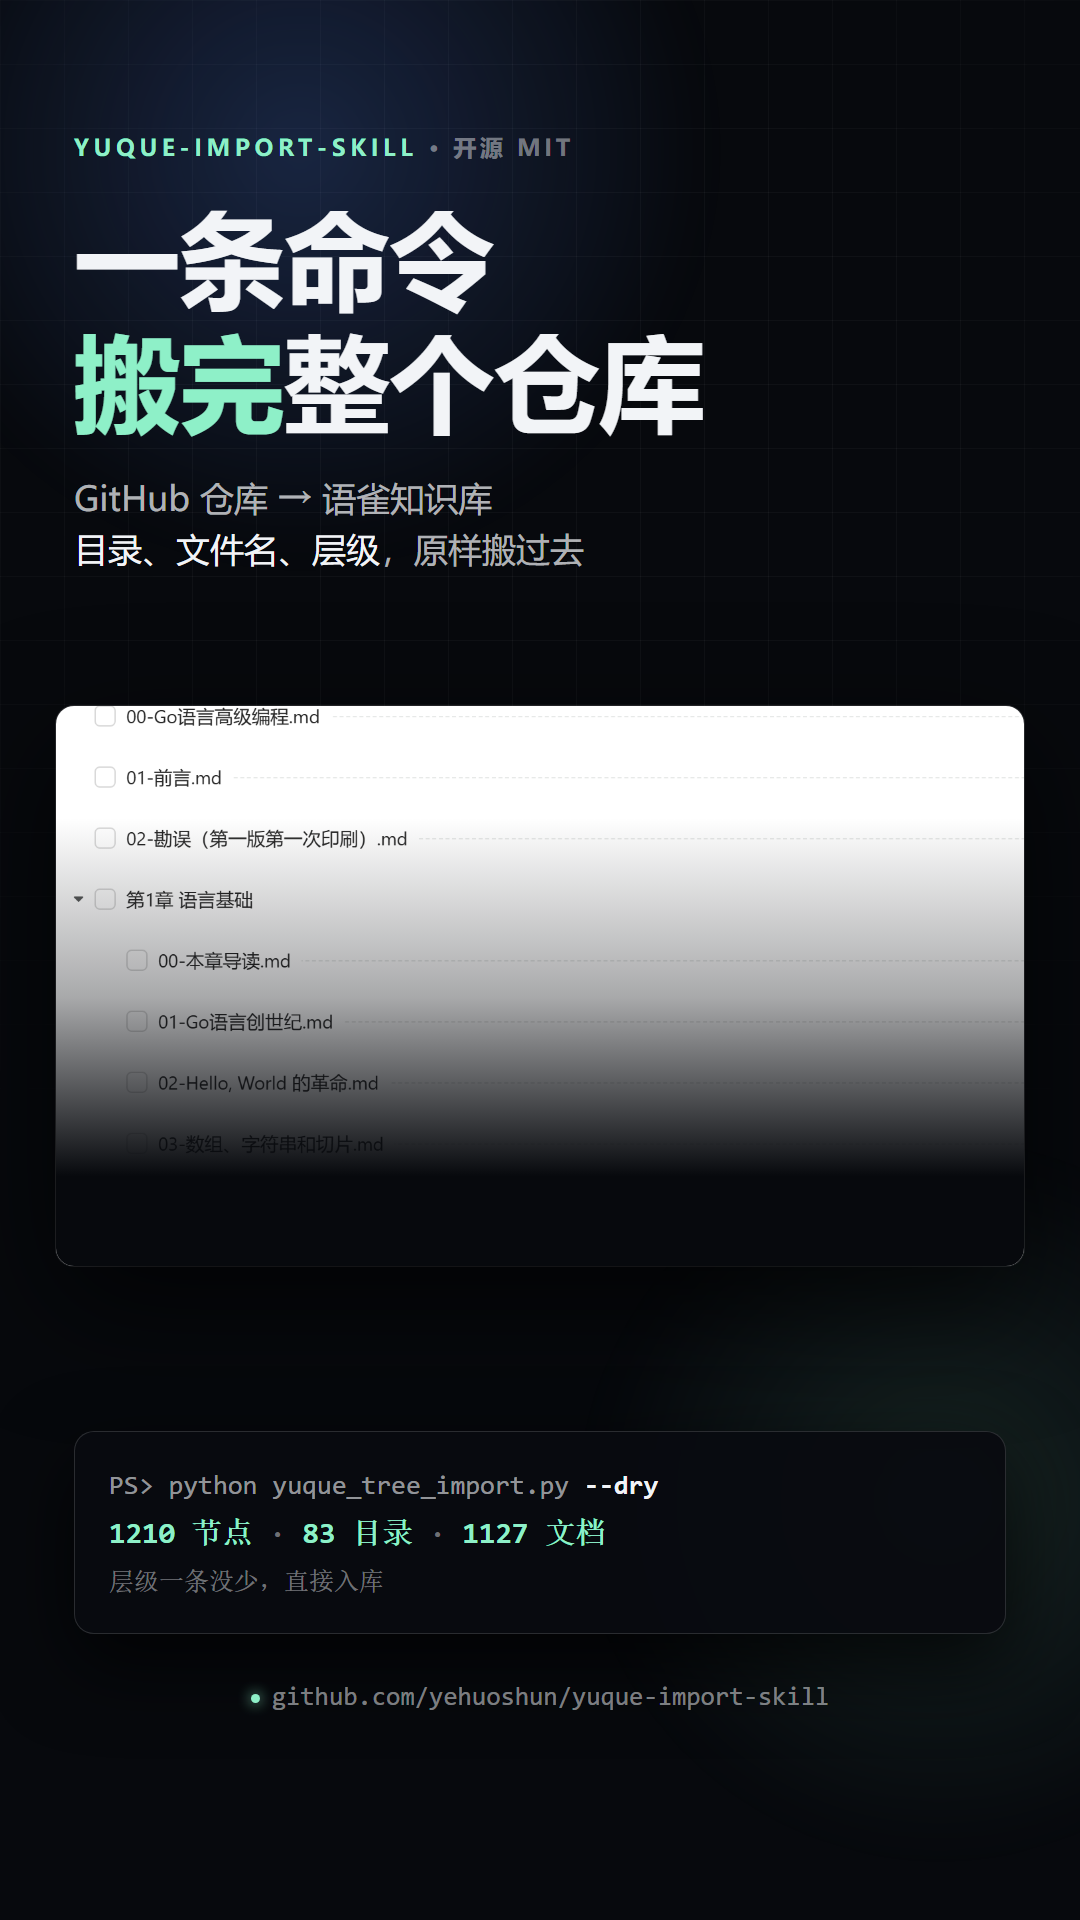 YUQUE-IMPORT-SKILL • 开源 MIT
一条命令
搬完整个仓库
GitHub 仓库 → 语雀知识库
目录、文件名、层级，原样搬过去
00-Go语言高级编程.md
01-前言.md
02-勘误（第一版第一次印刷）.md
第1章 语言基础
00-本章导读.md
01-Go语言创世纪.md
02-Hello, World 的革命.md
03-数组、字符串和切片.md
PS> python yuque_tree_import.py --dry
1210 节点 · 83 目录 · 1127 文档
层级一条没少，直接入库
github.com/yehuoshun/yuque-import-skill